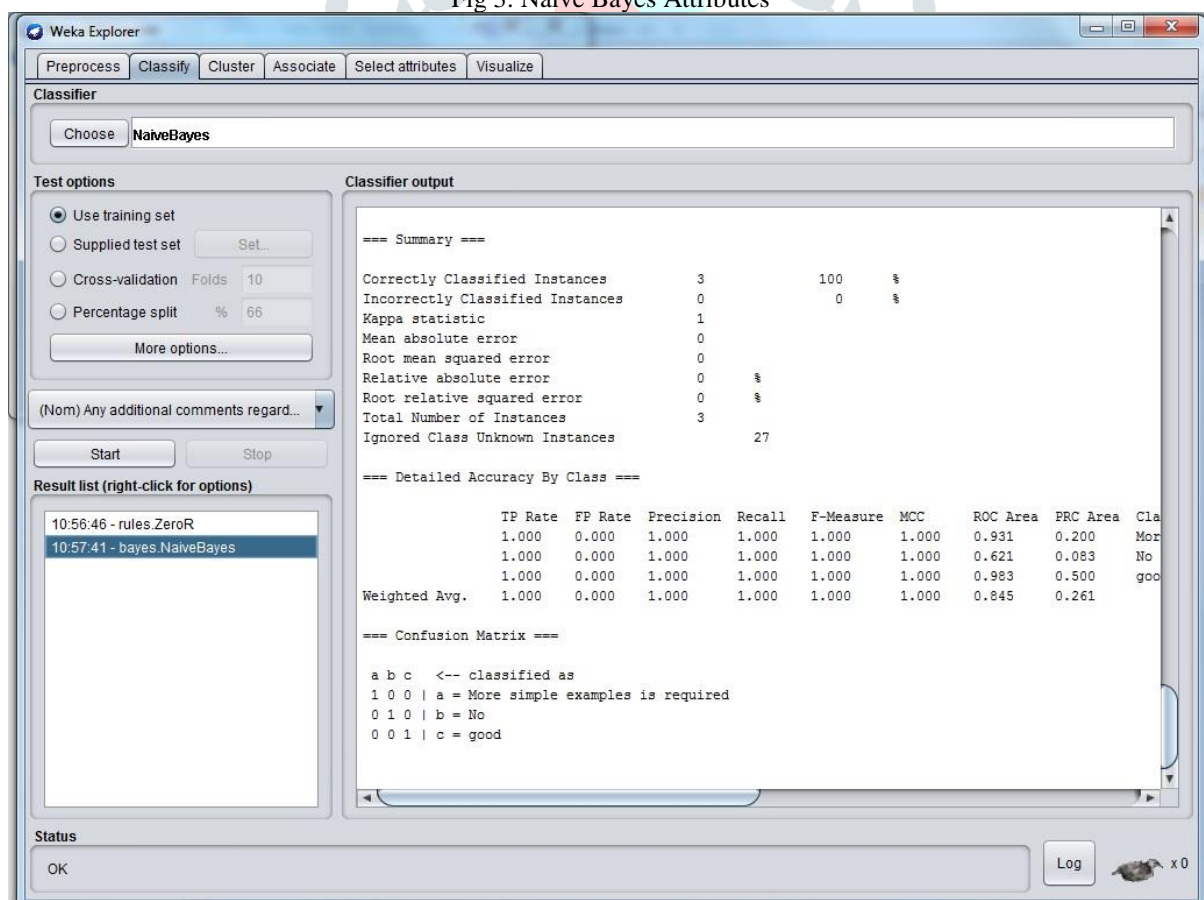 Fig 3: Naive Bayes Attributes
Weka Explorer
Preprocess Classify Cluster Associate Select attributes Visualize
Classifier
Choose NaiveBayes
Test options
Use training set
Supplied test set Set...
Cross-validation Folds 10
Percentage split % 66
More options...
(Nom) Any additional comments regard...
Start Stop
Result list (right-click for options)
10:56:46 - rules.ZeroR
10:57:41 - bayes.NaiveBayes
Classifier output
=== Summary ===
Correctly Classified Instances 3 100 %
Incorrectly Classified Instances 0 0 %
Kappa statistic 1
Mean absolute error 0
Root mean squared error 0
Relative absolute error 0 %
Root relative squared error 0 %
Total Number of Instances 3
Ignored Class Unknown Instances 27
=== Detailed Accuracy By Class ===
TP Rate FP Rate Precision Recall F-Measure MCC ROC Area PRC Area Cla
1.000 0.000 1.000 1.000 1.000 1.000 0.931 0.200 Mor
1.000 0.000 1.000 1.000 1.000 1.000 0.621 0.083 No
1.000 0.000 1.000 1.000 1.000 1.000 0.983 0.500 goo
Weighted Avg. 1.000 0.000 1.000 1.000 1.000 1.000 0.845 0.261
=== Confusion Matrix ===
a b c <-- classified as
1 0 0 | a = More simple examples is required
0 1 0 | b = No
0 0 1 | c = good
Status
OK
Log
x 0